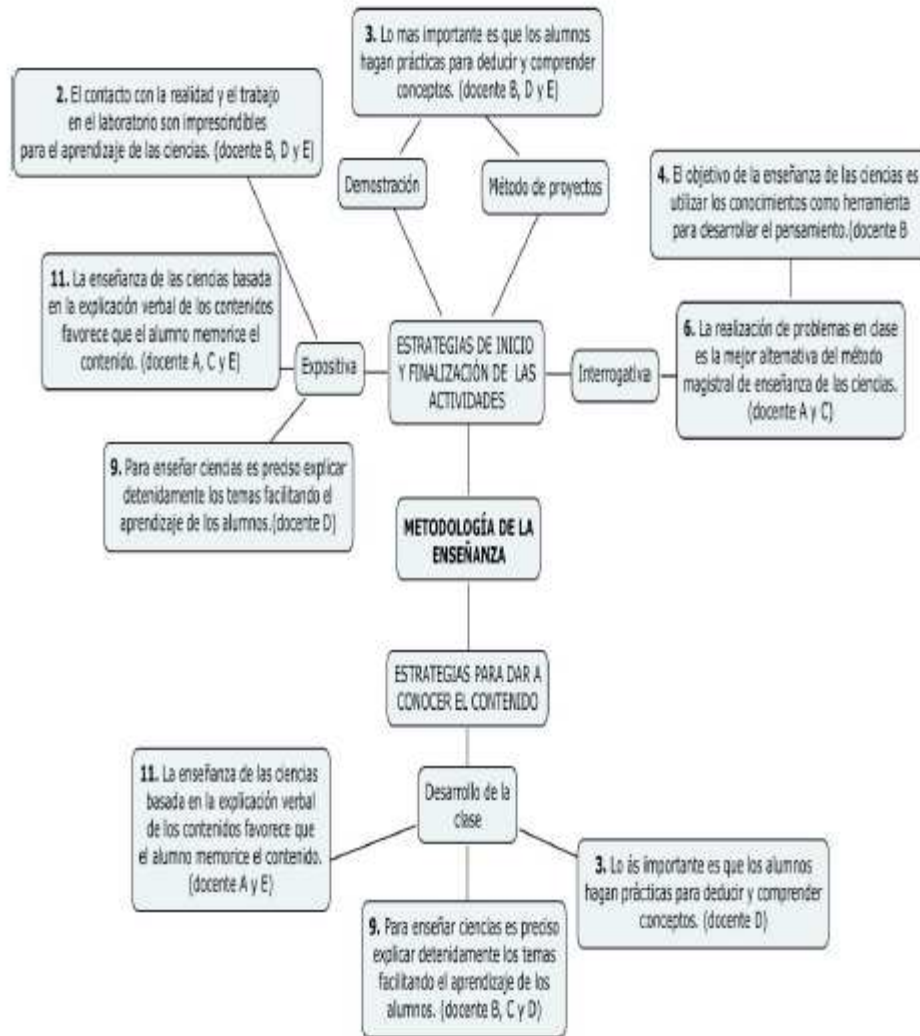 3. Lo mas importante es que los alumnos
hagan prácticas para deducir y comprender
conceptos. (docente B, D y E)
2. El contacto con la realidad y el trabajo
en el laboratorio son imprescindibles
para el aprendizaje de las ciencias. (docente B, D y E)
Demostración
Método de proyectos
4. El objetivo de la enseñanza de las ciencias es
utilizar los conocimientos como herramienta
para desarrollar el pensamiento.(docente B
11. La enseñanza de las ciencias basada
en la explicación verbal de los contenidos
favorece que el alumno memorice el
contenido. (docente A, C y E)
Expositiva
ESTRATEGIAS DE INICIO
Y FINALIZACIÓN DE LAS
ACTIVIDADES
Interrogativa
6. La realización de problemas en clase
es la mejor alternativa del método
magistral de enseñanza de las ciencias.
(docente A y C)
9. Para enseñar ciencias es preciso explicar
detenidamente los temas facilitando el
aprendizaje de los alumnos.(docente D)
METODOLOGÍA DE LA
ENSEÑANZA
ESTRATEGIAS PARA DAR A
CONOCER EL CONTENIDO
Desarrollo de la
clase
11. La enseñanza de las ciencias
basada en la explicación verbal
de los contenidos favorece que
el alumno memorice el contenido.
(docente A y E)
9. Para enseñar ciencias es preciso
explicar detenidamente los temas
facilitando el aprendizaje de los
alumnos. (docente B, C y D)
3. Lo ás importante es que los alumnos
hagan prácticas para deducir y comprender
conceptos. (docente D)